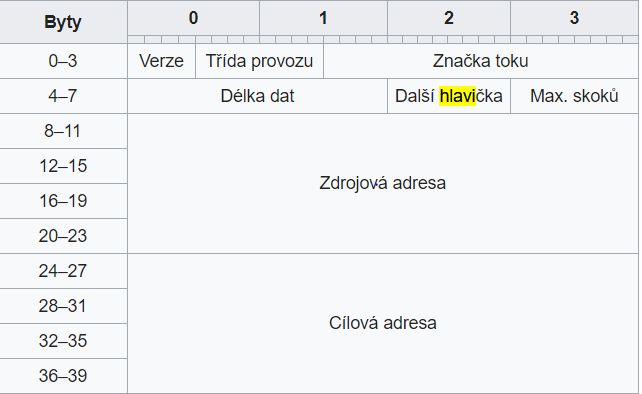 Byty 0 1 2 3
0–3 Verze Třída provozu Značka toku
4–7 Délka dat Další hlavička Max. skoků
8–11
12–15
Zdrojová adresa
16–19
20–23
24–27
28–31
Cílová adresa
32–35
36–39